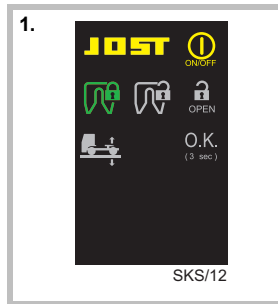 1.
JOST
ON/OFF
OPEN
O.K.
(3 sec)
SKS/12